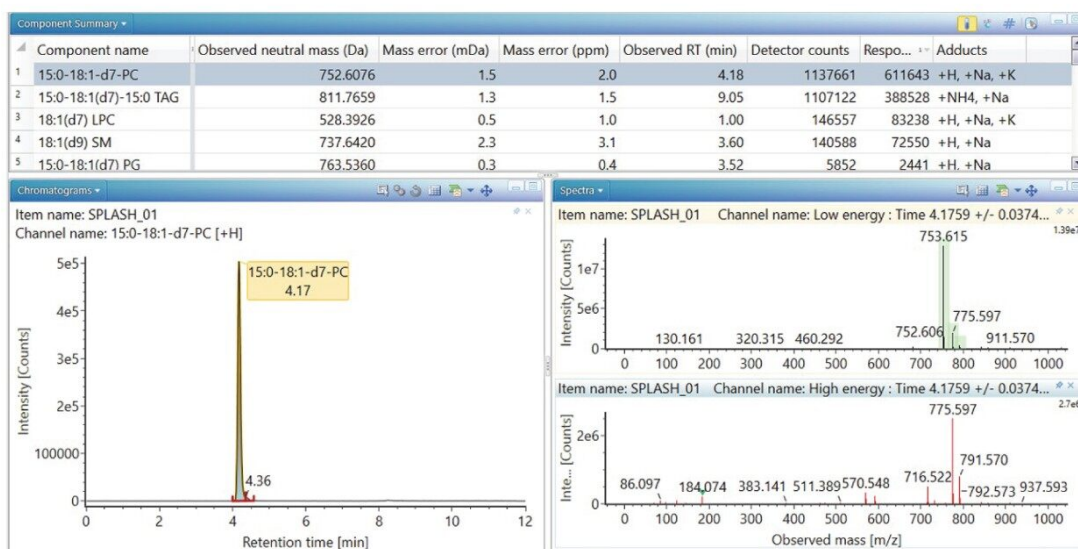 Component Summary
Component name Observed neutral mass (Da) Mass error (mDa) Mass error (ppm) Observed RT (min) Detector counts Respo... Adducts
1 15:0-18:1-d7-PC 752.6076 1.5 2.0 4.18 1137661 611643 +H, +Na, +K
2 15:0-18:1(d7)-15:0 TAG 811.7659 1.3 1.5 9.05 1107122 388528 +NH4, +Na
3 18:1(d7) LPC 528.3926 0.5 1.0 1.00 146557 83238 +H, +Na, +K
4 18:1(d9) SM 737.6420 2.3 3.1 3.60 140588 72550 +H, +Na
5 15:0-18:1(d7) PG 763.5360 0.3 0.4 3.52 5852 2441 +H, +Na
Chromatograms
Item name: SPLASH_01
Channel name: 15:0-18:1-d7-PC [+H]
5e5
15:0-18:1-d7-PC
4.17
4e5
3e5
2e5
100000
4.36
0
Intensity [Counts]
0 2 4 6 8 10 12
Retention time [min]
Spectra
Item name: SPLASH_01 Channel name: Low energy : Time 4.1759 +/- 0.0374...
1.39e7
753.615
1e7
5e6
775.597
752.606
130.161 320.315 460.292 911.570
0
Intensity [Counts]
0 100 200 300 400 500 600 700 800 900 1000
Item name: SPLASH_01 Channel name: High energy : Time 4.1759 +/- 0.0374...
2.7e6
775.597
2e6
791.570
716.522
86.097 184.074 383.141 511.389 570.548 792.573 937.593
0
Inte... [Counts]
0 100 200 300 400 500 600 700 800 900 1000
Observed mass [m/z]